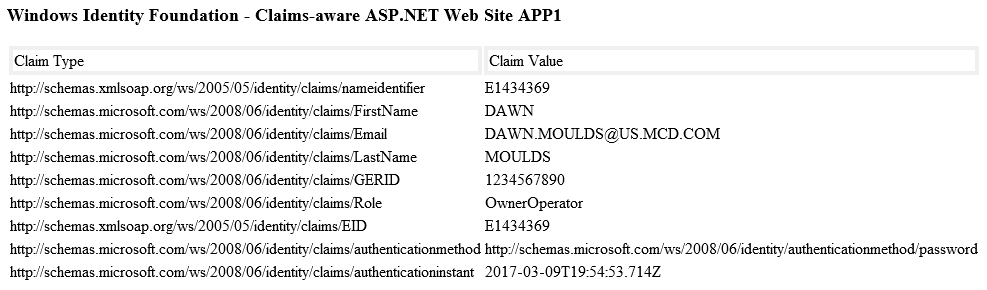 Windows Identity Foundation - Claims-aware ASP.NET Web Site APP1
Claim Type Claim Value
http://schemas.xmlsoap.org/ws/2005/05/identity/claims/nameidentifier E1434369
http://schemas.microsoft.com/ws/2008/06/identity/claims/FirstName DAWN
http://schemas.microsoft.com/ws/2008/06/identity/claims/Email DAWN.MOULDS@US.MCD.COM
http://schemas.microsoft.com/ws/2008/06/identity/claims/LastName MOULDS
http://schemas.microsoft.com/ws/2008/06/identity/claims/GERID 1234567890
http://schemas.microsoft.com/ws/2008/06/identity/claims/Role OwnerOperator
http://schemas.xmlsoap.org/ws/2005/05/identity/claims/EID E1434369
http://schemas.microsoft.com/ws/2008/06/identity/claims/authenticationmethod http://schemas.microsoft.com/ws/2008/06/identity/authenticationmethod/password
http://schemas.microsoft.com/ws/2008/06/identity/claims/authenticationinstant 2017-03-09T19:54:53.714Z